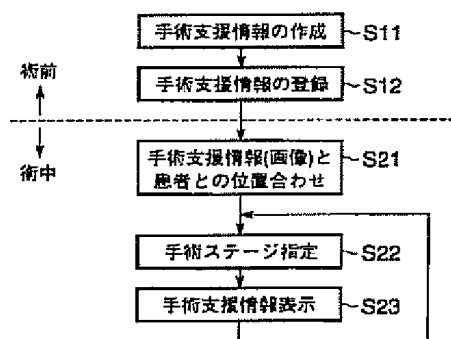 手術支援情報の作成 S11
術前
手術支援情報の登録 S12
術中
手術支援情報(画像)と
患者との位置合わせ S21
手術ステージ指定 S22
手術支援情報表示 S23